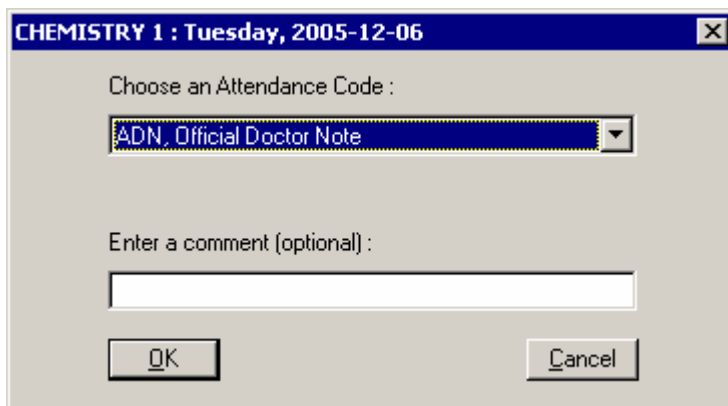 CHEMISTRY 1 : Tuesday, 2005-12-06
Choose an Attendance Code :
ADN, Official Doctor Note
Enter a comment (optional) :
OK
Cancel